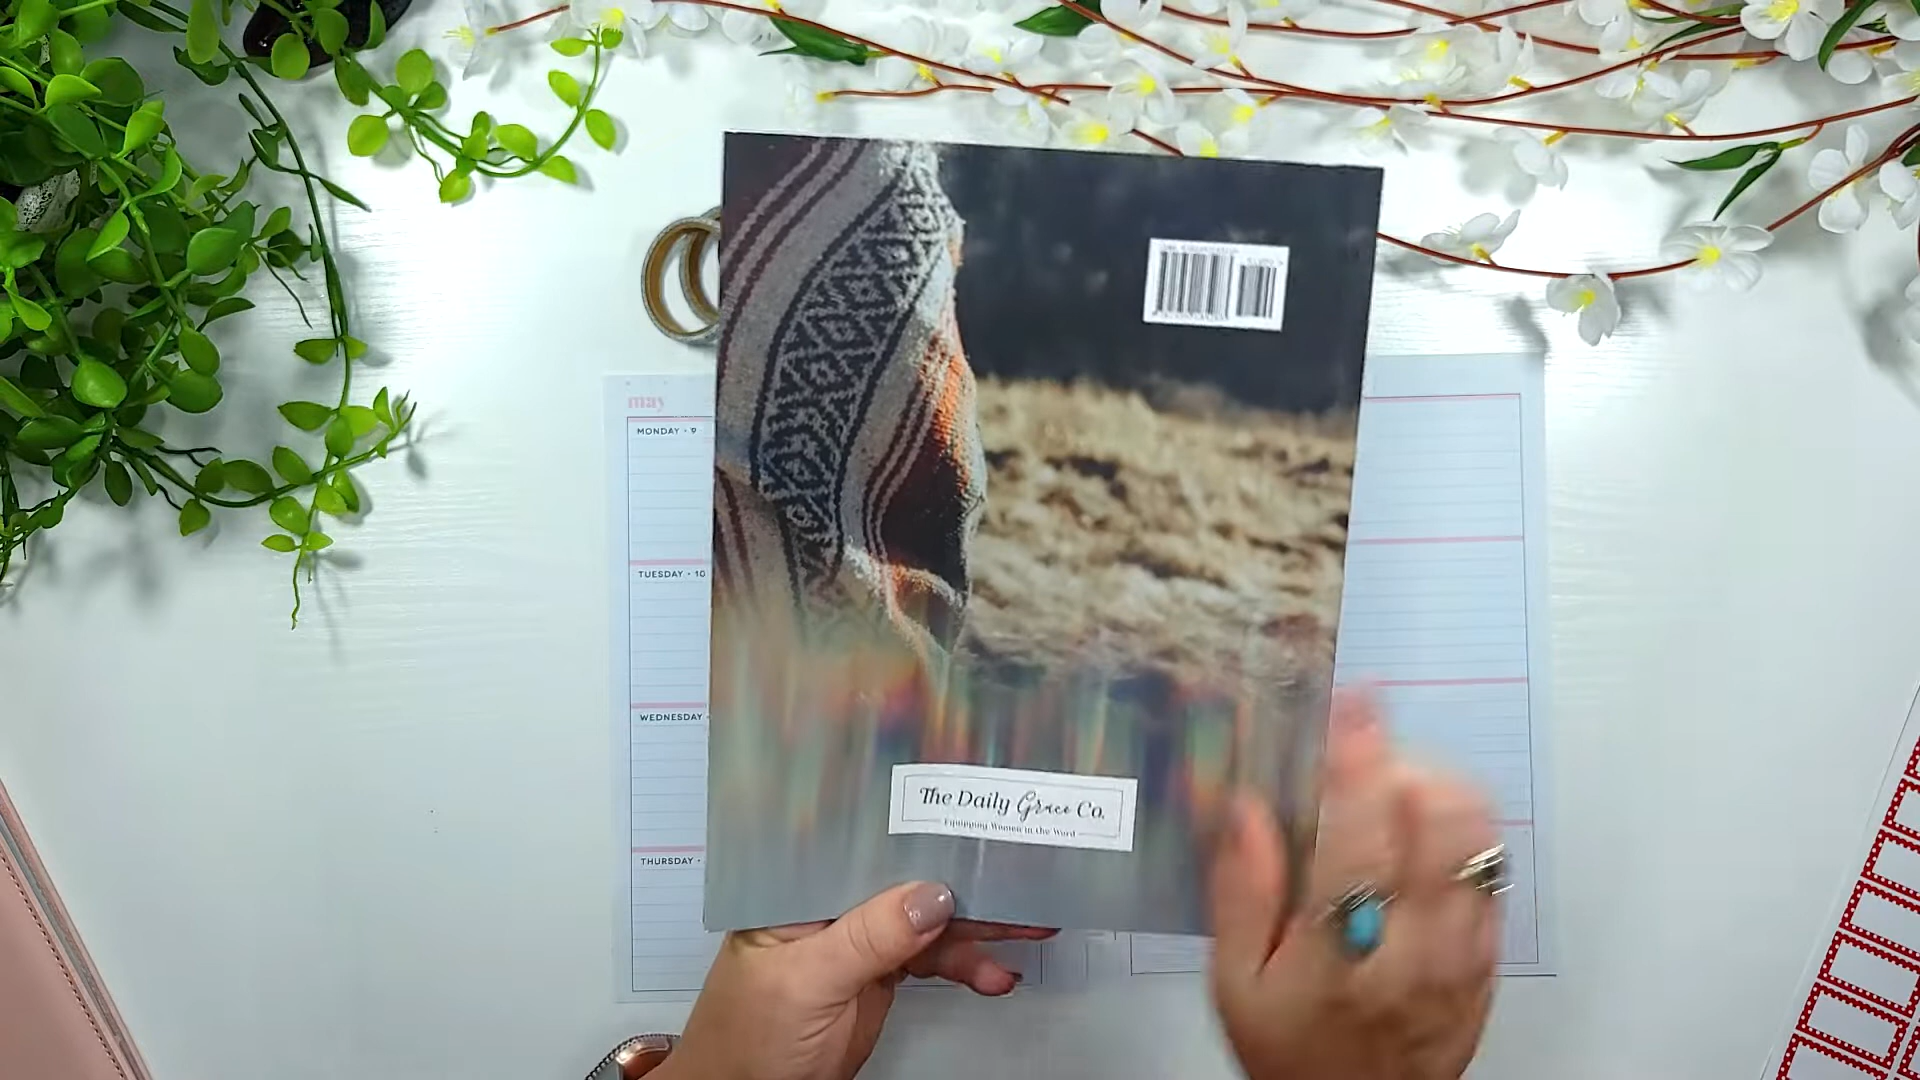 may
MONDAY · 9
TUESDAY · 10
WEDNESDAY
THURSDAY ·
The Daily Grace Co.
Equipping Women in the Word